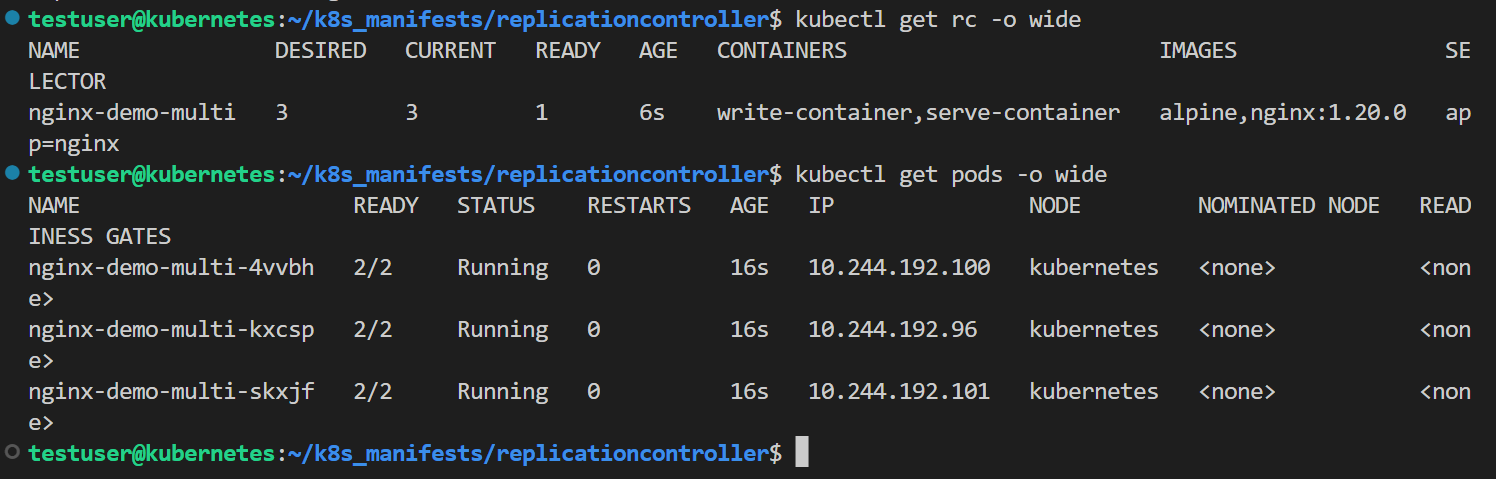 testuser@kubernetes:~/k8s_manifests/replicationcontroller$ kubectl get rc -o wide
NAME               DESIRED   CURRENT   READY   AGE   CONTAINERS                        IMAGES                SE
LECTOR
nginx-demo-multi   3         3         1       6s    write-container,serve-container   alpine,nginx:1.20.0   ap
p=nginx
testuser@kubernetes:~/k8s_manifests/replicationcontroller$ kubectl get pods -o wide
NAME                     READY   STATUS    RESTARTS   AGE   IP               NODE         NOMINATED NODE   READ
INESS GATES
nginx-demo-multi-4vvbh   2/2     Running   0          16s   10.244.192.100   kubernetes   <none>           <non
e>
nginx-demo-multi-kxcsp   2/2     Running   0          16s   10.244.192.96    kubernetes   <none>           <non
e>
nginx-demo-multi-skxjf   2/2     Running   0          16s   10.244.192.101   kubernetes   <none>           <non
e>
testuser@kubernetes:~/k8s_manifests/replicationcontroller$